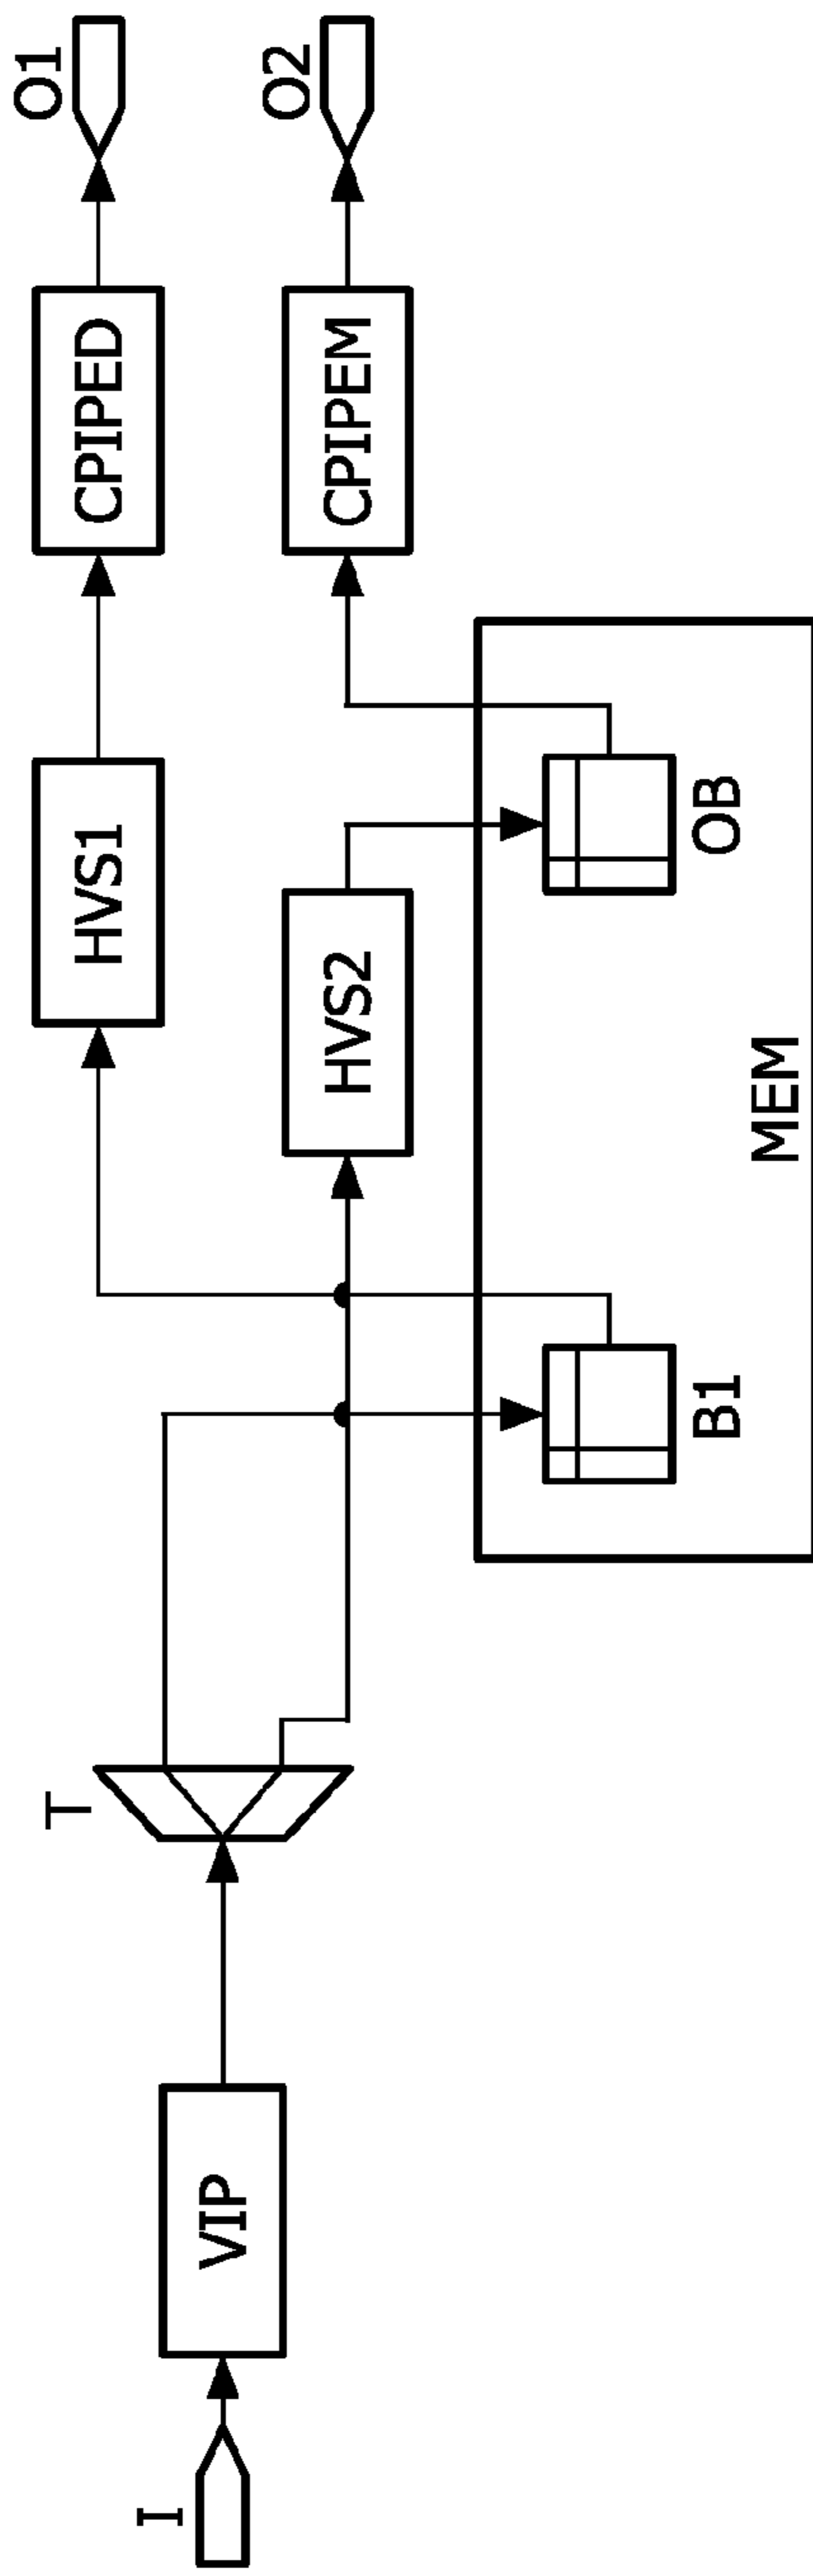 O1
CPIPED
HVS1
O2
CPIPEM
HVS2
T
VIP
I
B1
OB
MEM